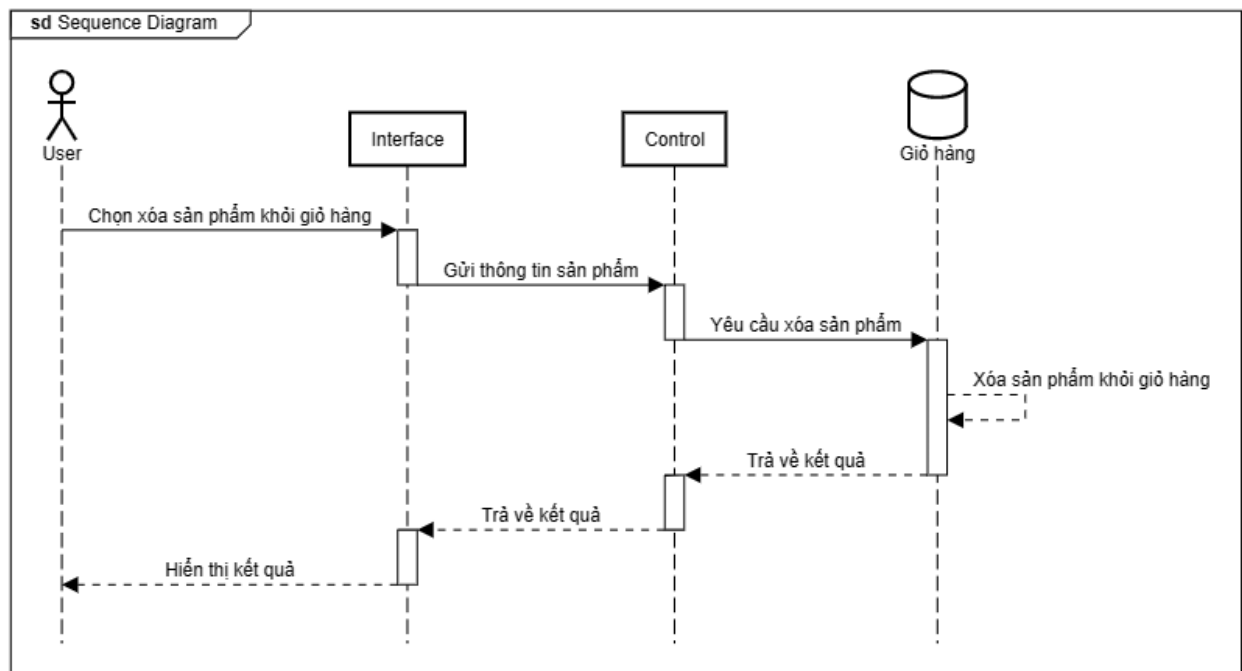 sd Sequence Diagram
User
Interface
Control
Giỏ hàng
Chọn xóa sản phẩm khỏi giỏ hàng
Gửi thông tin sản phẩm
Yêu cầu xóa sản phẩm
Xóa sản phẩm khỏi giỏ hàng
Trả về kết quả
Trả về kết quả
Hiển thị kết quả